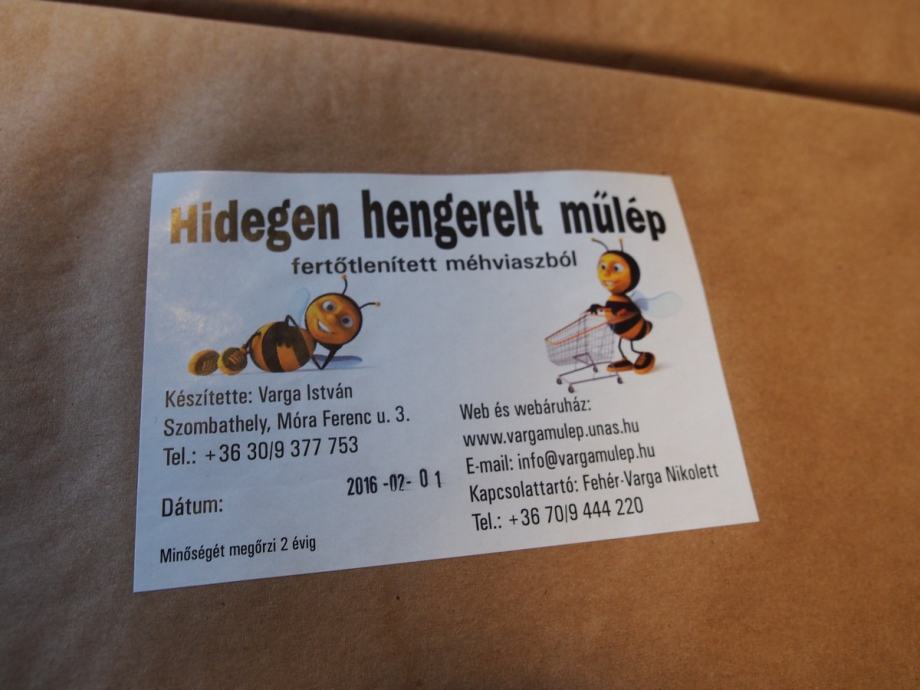 Hidegen hengerelt műlép
fertőtlenített méhviaszból
Készítette: Varga István
Szombathely, Móra Ferenc u. 3.
Tel.: +36 30/9 377 753
Dátum: 2016 -02- 01
Minőségét megőrzi 2 évig
Web és webáruház:
www.vargamulep.unas.hu
E-mail: info@vargamulep.hu
Kapcsolattartó: Fehér-Varga Nikolett
Tel.: +36 70/9 444 220